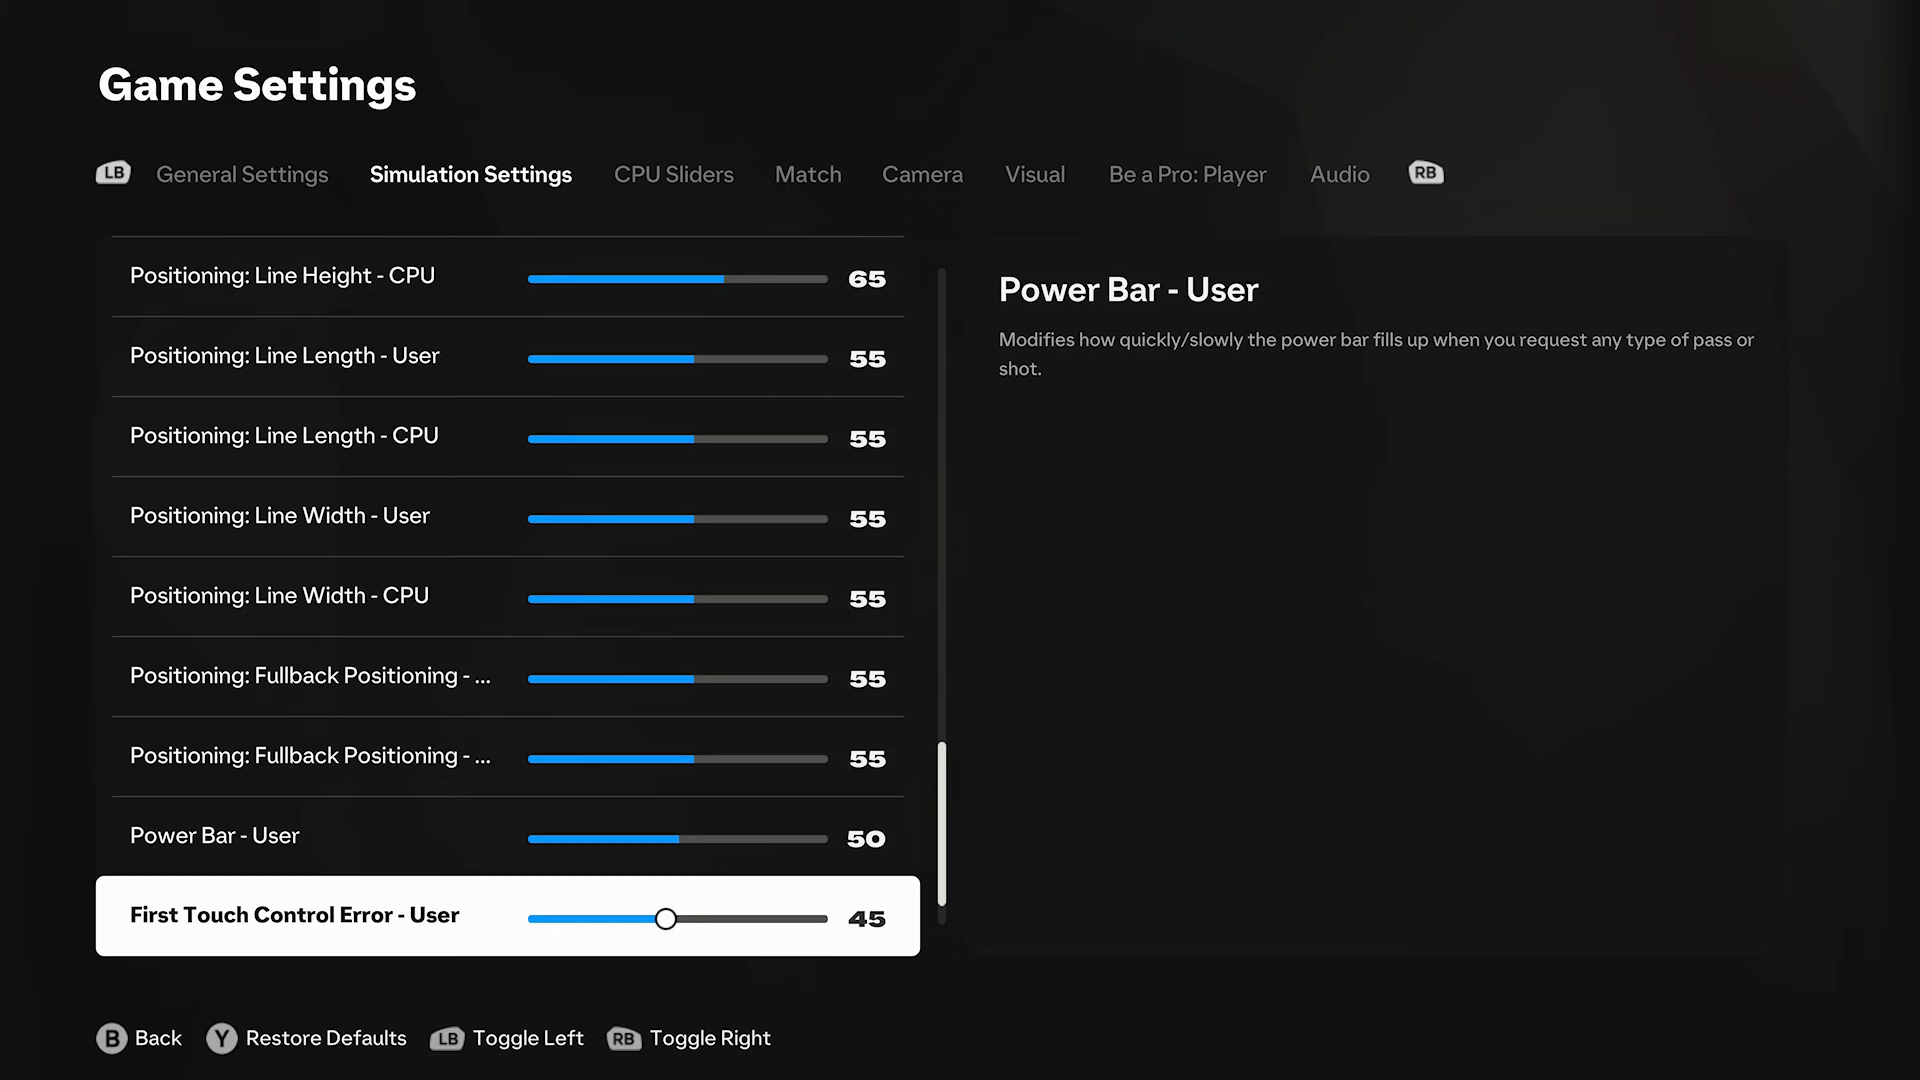 Game Settings
LB General Settings Simulation Settings CPU Sliders Match Camera Visual Be a Pro: Player Audio RB
Positioning: Line Height - CPU 65
Positioning: Line Length - User 55
Positioning: Line Length - CPU 55
Positioning: Line Width - User 55
Positioning: Line Width - CPU 55
Positioning: Fullback Positioning - ... 55
Positioning: Fullback Positioning - ... 55
Power Bar - User 50
First Touch Control Error - User 45
Power Bar - User
Modifies how quickly/slowly the power bar fills up when you request any type of pass or
shot.
B Back Y Restore Defaults LB Toggle Left RB Toggle Right